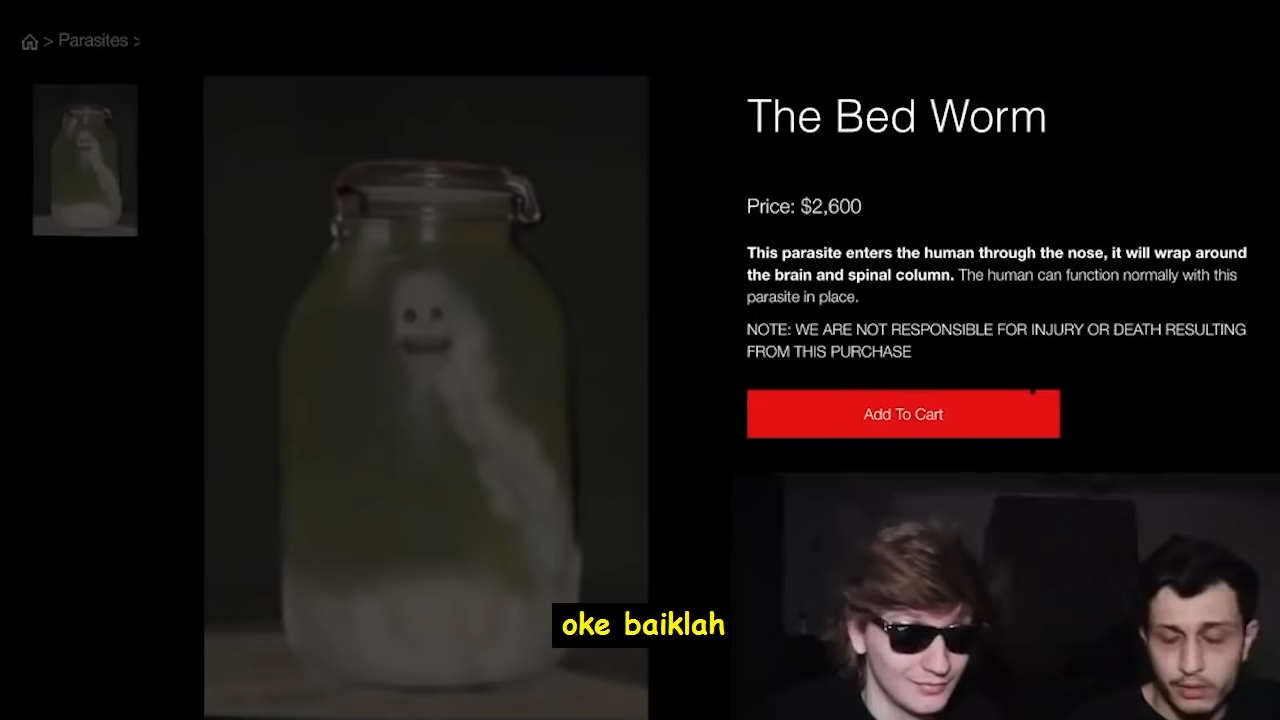 > Parasites >
The Bed Worm
Price: $2,600
This parasite enters the human through the nose, it will wrap around
the brain and spinal column. The human can function normally with this
parasite in place.
NOTE: WE ARE NOT RESPONSIBLE FOR INJURY OR DEATH RESULTING
FROM THIS PURCHASE
Add To Cart
oke baiklah